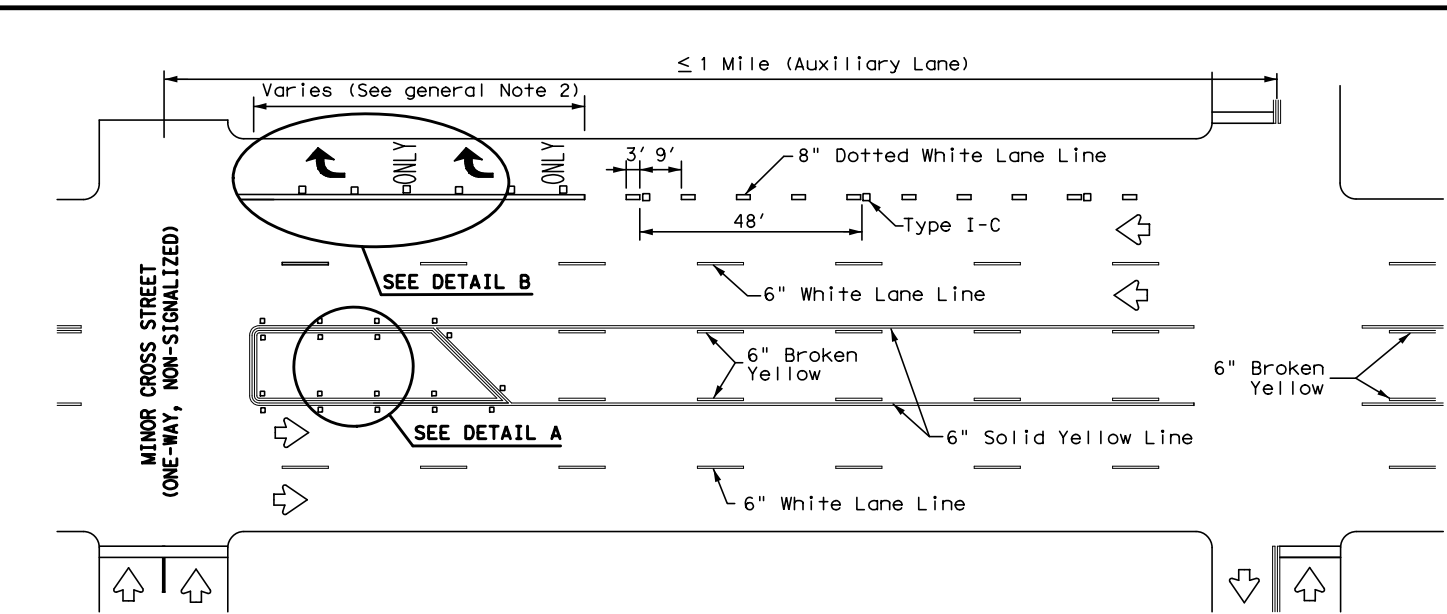 ≤ 1 Mile (Auxiliary Lane)
Varies (See general Note 2)
ONLY
ONLY
3' 9'
8" Dotted White Lane Line
48'
Type I-C
SEE DETAIL B
6" White Lane Line
MINOR CROSS STREET
(ONE-WAY, NON-SIGNALIZED)
6" Broken
Yellow
6" Broken
Yellow
SEE DETAIL A
6" Solid Yellow Line
6" White Lane Line